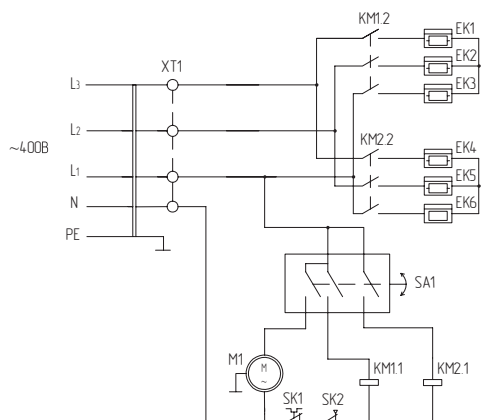 KM1.2
EK1
EK2
EK3
XT1
L3
L2
~400В
L1
N
PE
KM2.2
EK4
EK5
EK6
SA1
M1
M
~
SK1
SK2
KM1.1
KM2.1